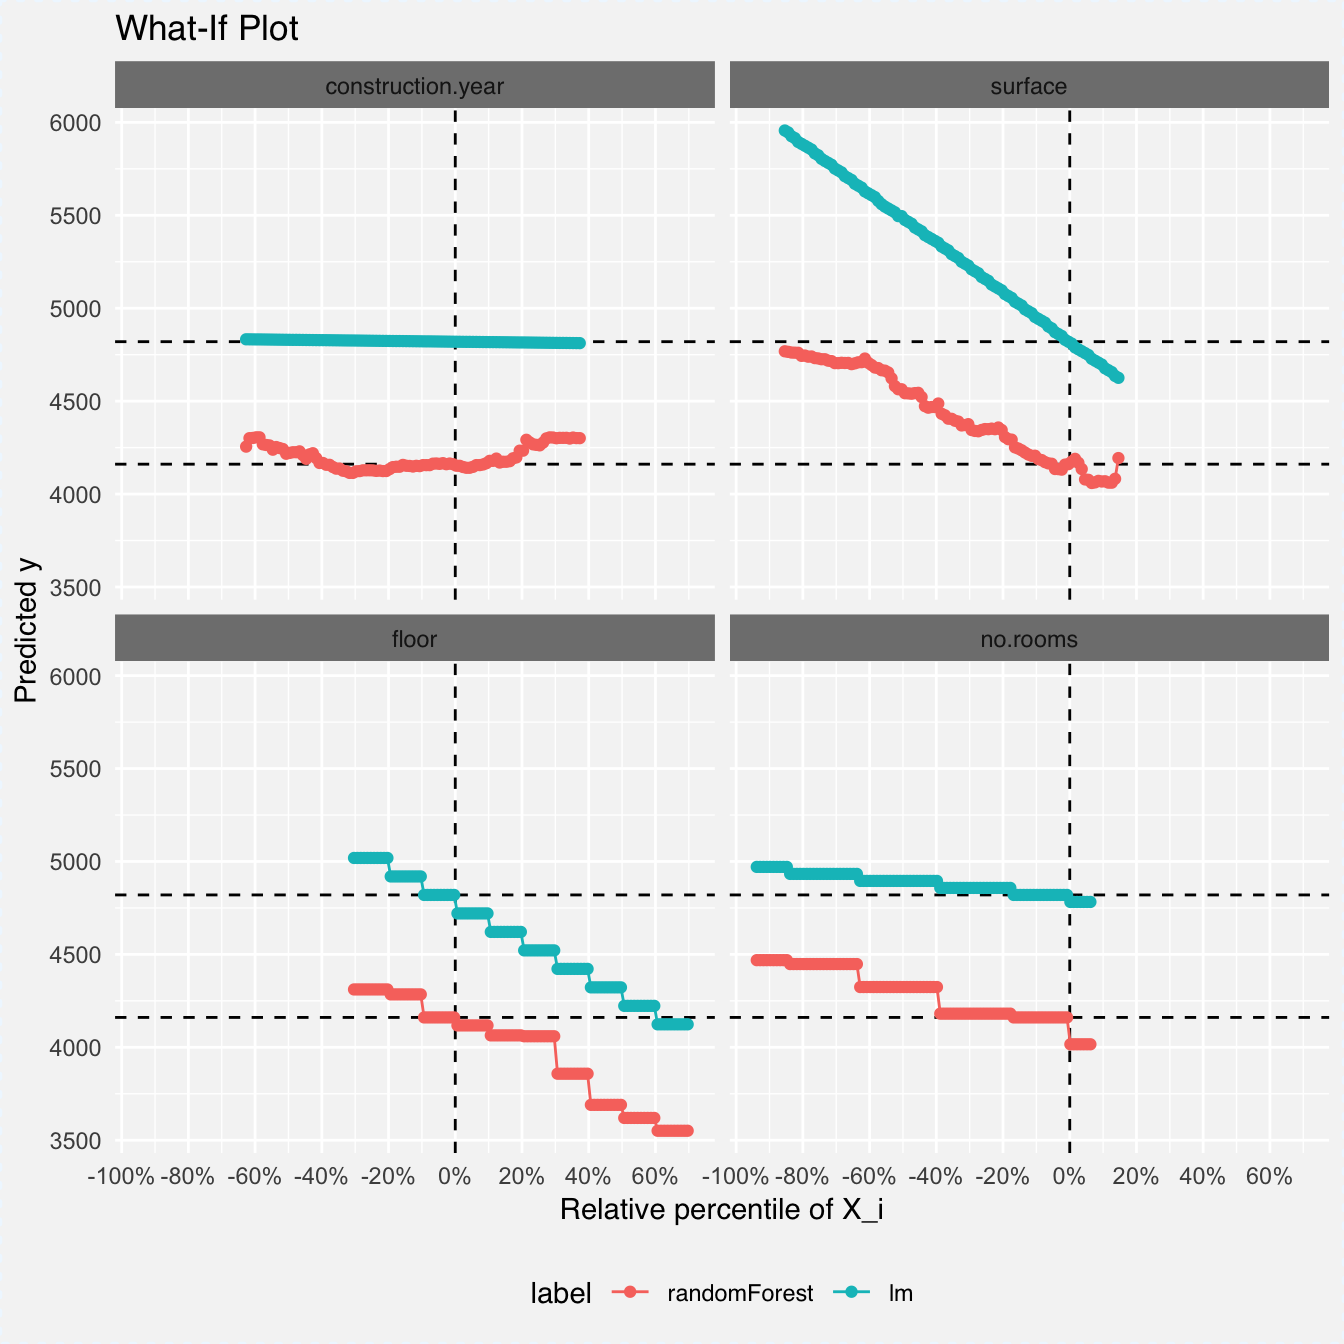 What-If Plot
construction.year
surface
6000
5500
5000
4500
4000
3500
Predicted y
floor
no.rooms
6000
5500
5000
4500
4000
3500
-100% -80% -60% -40% -20% 0% 20% 40% 60% -100% -80% -60% -40% -20% 0% 20% 40% 60%
Relative percentile of X_i
label randomForest lm